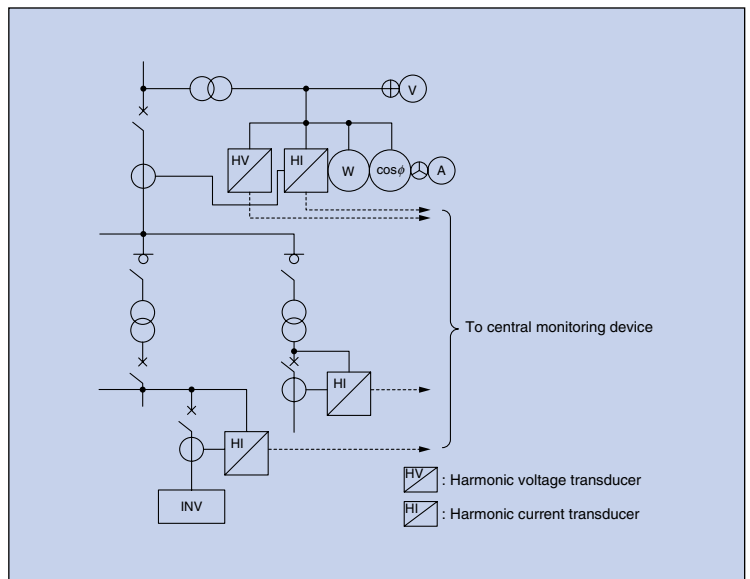 V
HV
HI
W
cosϕ
A
To central monitoring device
HI
HI
INV
HV : Harmonic voltage transducer
HI : Harmonic current transducer